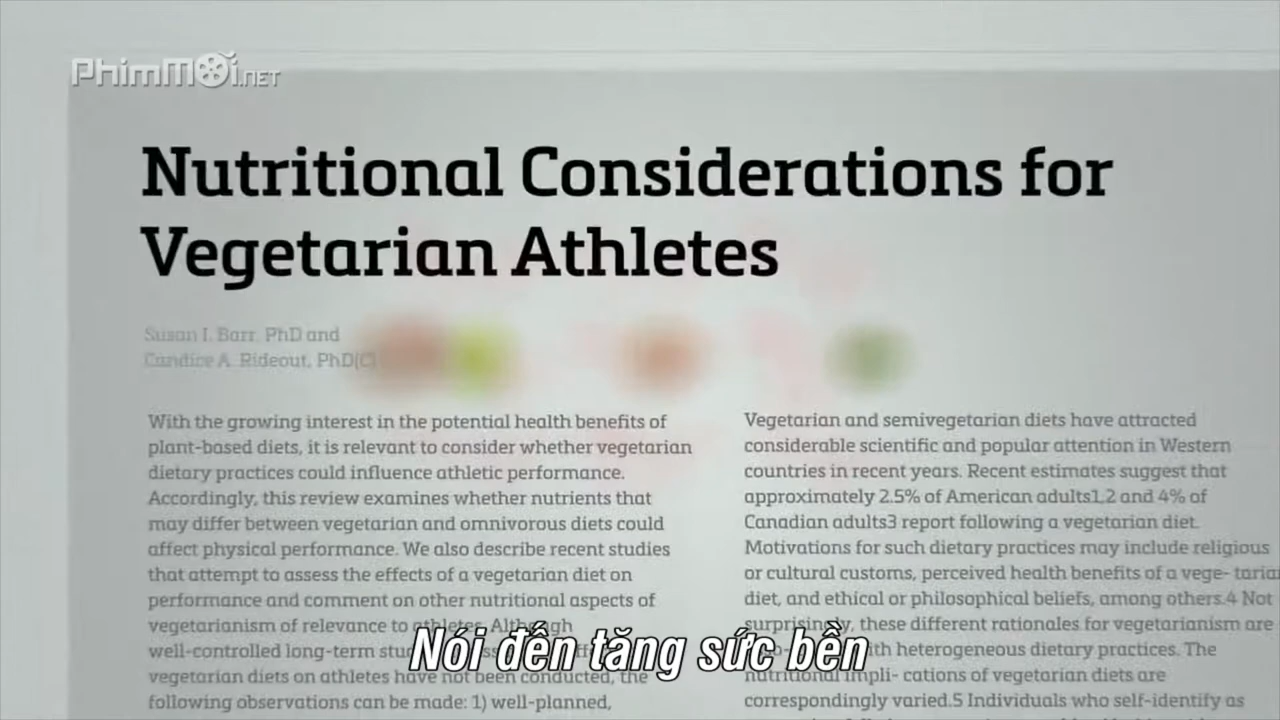 PhimMới.NET
Nutritional Considerations for
Vegetarian Athletes
Susan I. Barr, PhD and
Candice A. Rideout, PhD(C)
With the growing interest in the potential health benefits of
plant-based diets, it is relevant to consider whether vegetarian
dietary practices could influence athletic performance.
Accordingly, this review examines whether nutrients that
may differ between vegetarian and omnivorous diets could
affect physical performance. We also describe recent studies
that attempt to assess the effects of a vegetarian diet on
performance and comment on other nutritional aspects of
vegetarianism of relevance to athletes. Although
well-controlled long-term
vegetarian diets on athletes have not been conducted, the
following observations can be made: 1) well-planned,
Vegetarian and semivegetarian diets have attracted
considerable scientific and popular attention in Western
countries in recent years. Recent estimates suggest that
approximately 2.5% of American adults1,2 and 4% of
Canadian adults3 report following a vegetarian diet.
Motivations for such dietary practices may include religious
or cultural customs, perceived health benefits of a vege- tarian
diet, and ethical or philosophical beliefs, among others.4 Not
surprisingly, these different rationales for vegetarianism are
heterogeneous dietary practices. The
nutritional impli- cations of vegetarian diets are
correspondingly varied.5 Individuals who self-identify as
Nói đến tăng sức bền